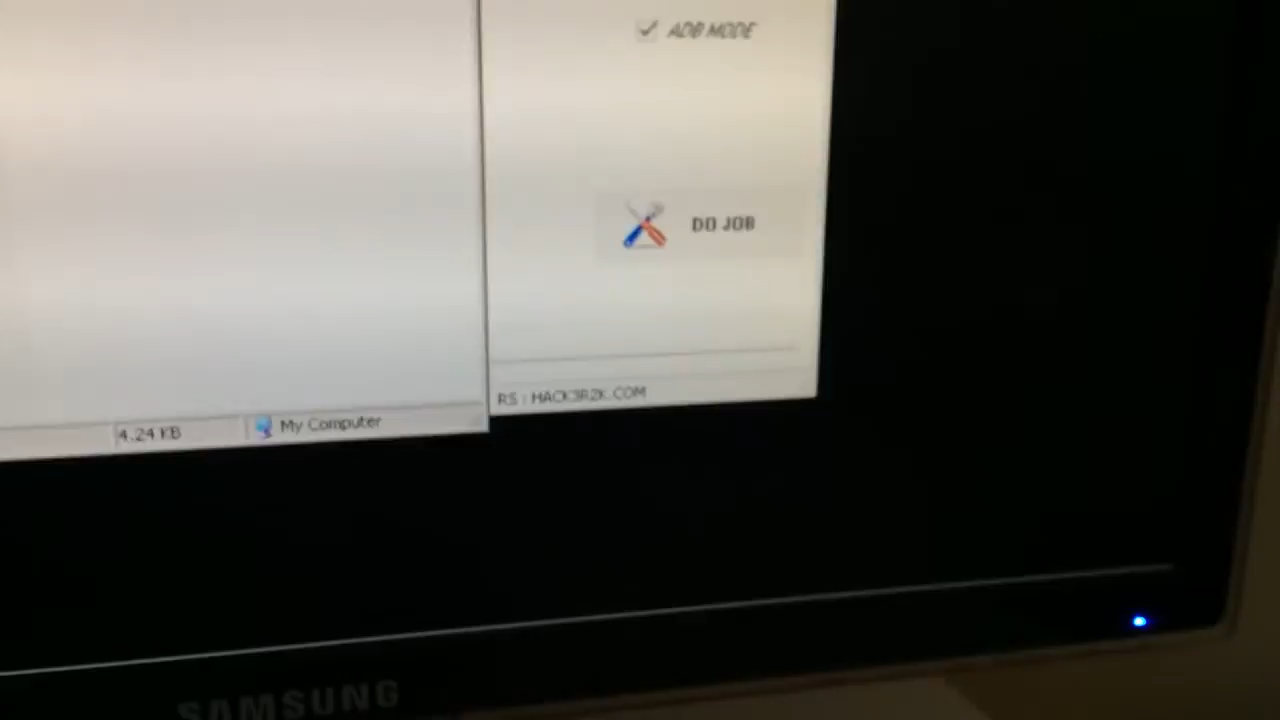 ADB MODE
DO JOB
RS : HACK3R2K.COM
4.24 KB
My Computer
SAMSUNG